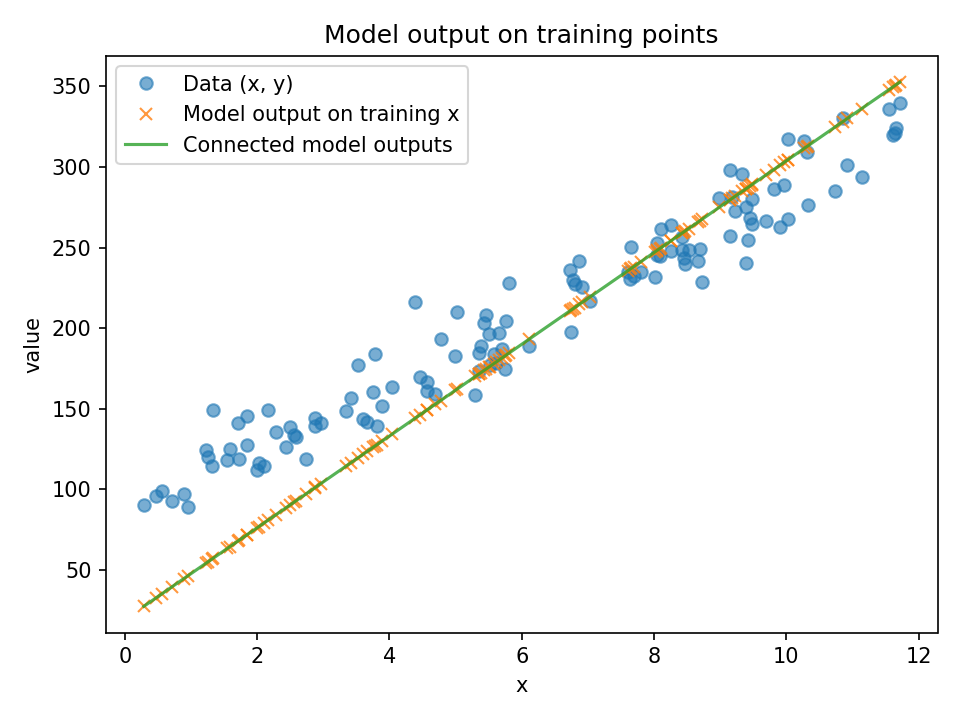 Model output on training points
Data (x, y)
Model output on training x
Connected model outputs
value
350
300
250
200
150
100
50
0 2 4 6 8 10 12
x